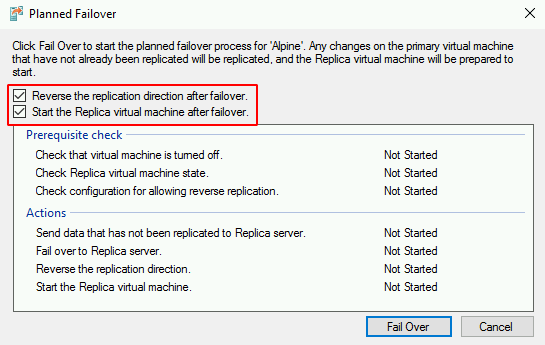 Planned Failover
Click Fail Over to start the planned failover process for 'Alpine'. Any changes on the primary virtual machine
that have not already been replicated will be replicated, and the Replica virtual machine will be prepared to
start.
Reverse the replication direction after failover.
Start the Replica virtual machine after failover.
Prerequisite check
Check that virtual machine is turned off. Not Started
Check Replica virtual machine state. Not Started
Check configuration for allowing reverse replication. Not Started
Actions
Send data that has not been replicated to Replica server. Not Started
Fail over to Replica server. Not Started
Reverse the replication direction. Not Started
Start the Replica virtual machine. Not Started
Fail Over Cancel